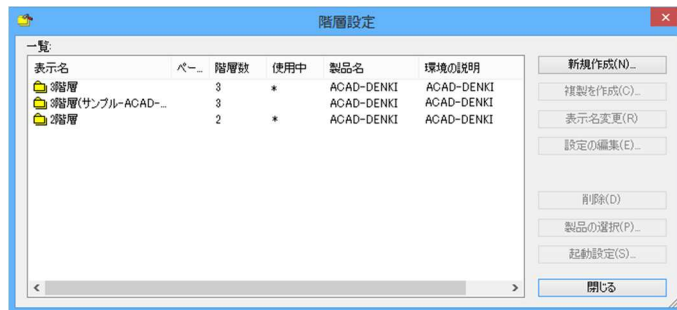 階層設定
一覧:
表示名 ペー... 階層数 使用中 製品名 環境の説明
3階層 3 * ACAD-DENKI ACAD-DENKI
3階層(サンプル-ACAD-... 3 ACAD-DENKI ACAD-DENKI
2階層 2 * ACAD-DENKI ACAD-DENKI
新規作成(N)...
複製を作成(C)...
表示名変更(R)
設定の編集(E)...
削除(D)
製品の選択(P)...
起動設定(S)...
閉じる